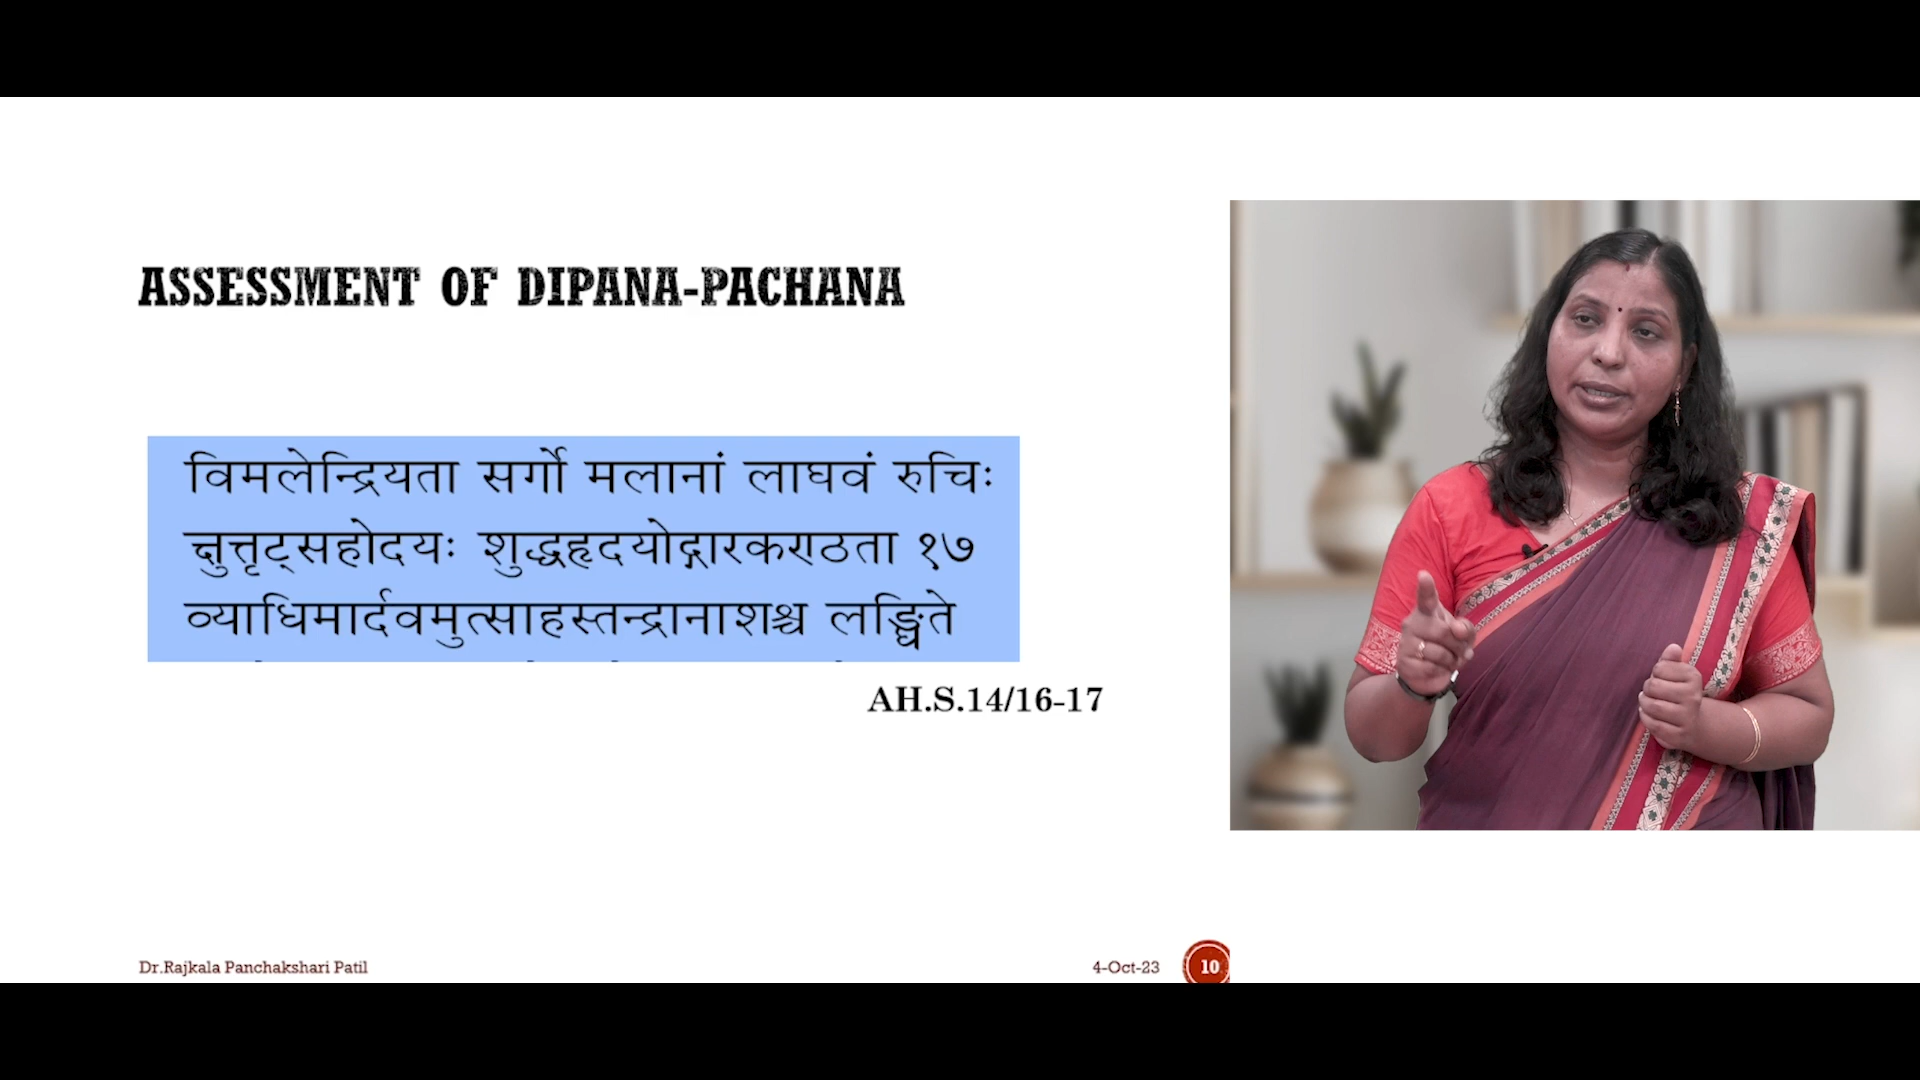 ASSESSMENT OF DIPANA-PACHANA
विमलेन्द्रियता सर्गो मलानां लाघवं रुचिः
क्षुत्तृट्सहोदयः शुद्धहृदयोद्गारकराठता १७
व्याधिमार्दवमुत्साहस्तन्द्रानाशश्च लङ्घिते
AH.S.14/16-17
Dr.Rajkala Panchakshari Patil
4-Oct-23
10